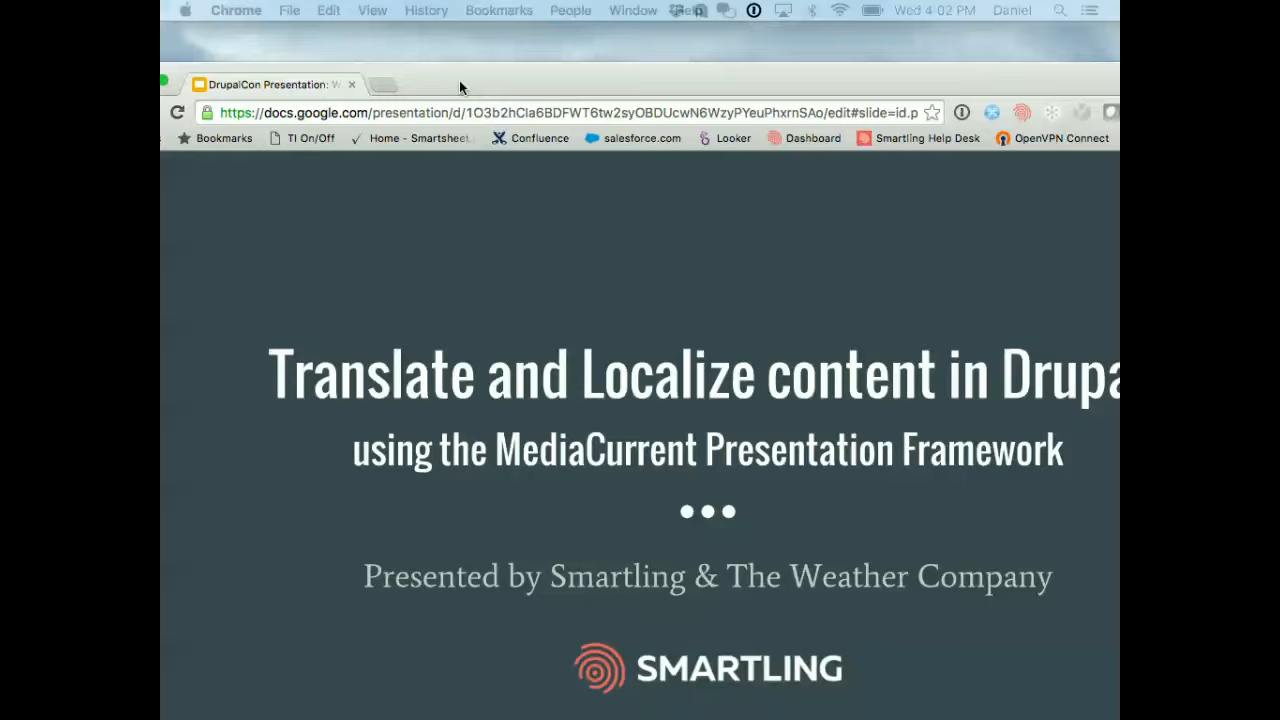 Chrome File Edit View History Bookmarks People Window Wed 4:02 PM Daniel
DrupalCon Presentation: W
https://docs.google.com/presentation/d/1O3b2hCIa6BDFWT6tw2syOBDUcwN6WzyPYeuPhxrnSAo/edit#slide=id.p
Bookmarks TI On/Off Home - Smartsheet Confluence salesforce.com Looker Dashboard Smartling Help Desk OpenVPN Connect
Translate and Localize content in Drupa
using the MediaCurrent Presentation Framework
Presented by Smartling & The Weather Company
SMARTLING